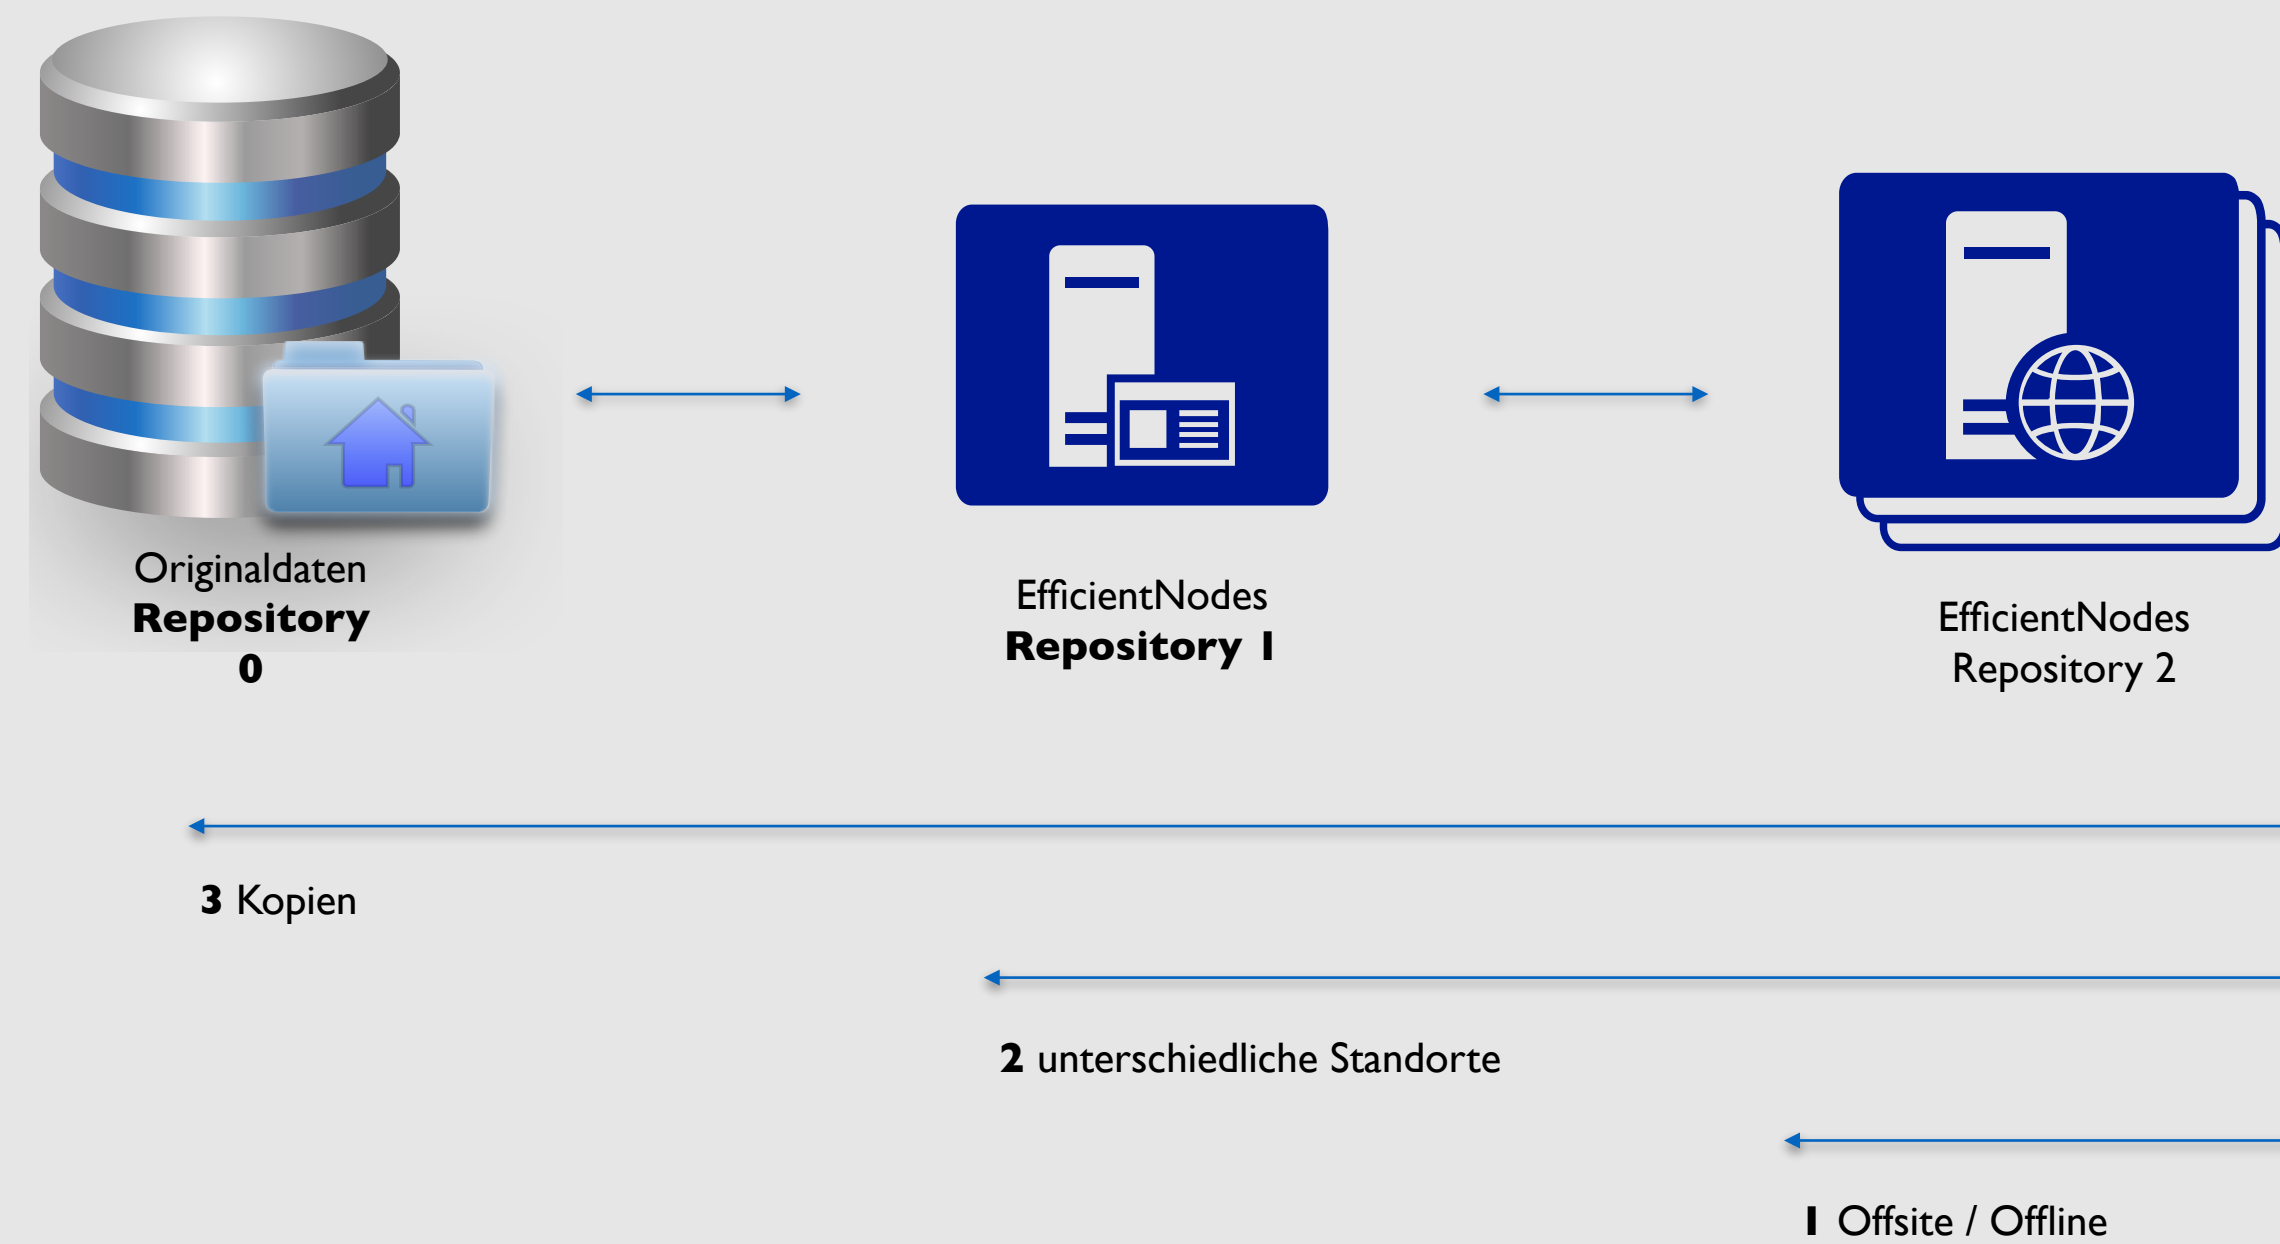 Originaldaten
Repository
0
EfficientNodes
Repository 1
EfficientNodes
Repository 2
3 Kopien
2 unterschiedliche Standorte
1 Offsite / Offline